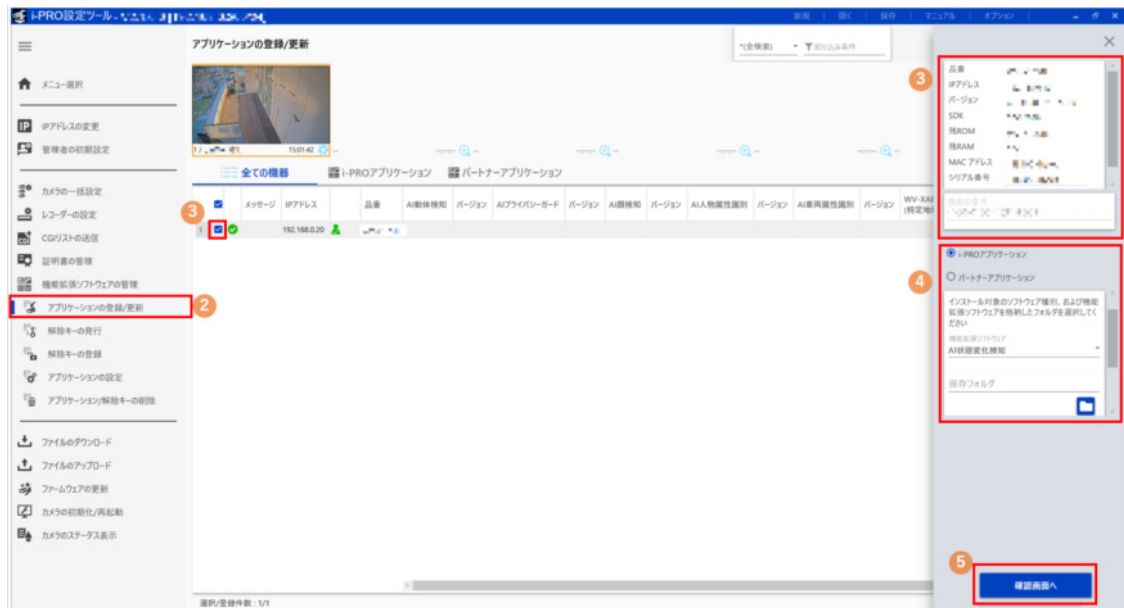 i-PRO設定ツール
新規 | 開く | 保存 | マニュアル | オプション |
アプリケーションの登録/更新
*(全検索)
絞り込み条件
メニュー選択
IPアドレスの変更
管理者の初期設定
カメラの一括設定
レコーダーの設定
CGIリストの送信
証明書の管理
機能拡張ソフトウェアの管理
アプリケーションの登録/更新
2
解除キーの発行
解除キーの登録
アプリケーションの設定
アプリケーション/解除キーの削除
ファイルのダウンロード
ファイルのアップロード
ファームウェアの更新
カメラの初期化/再起動
カメラのステータス表示
15:01:42
全ての機器
i-PROアプリケーション
パートナーアプリケーション
3
メッセージ IPアドレス 品番 AI動体検知 バージョン AIプライバシーガード バージョン AI顔検知 バージョン AI人物属性識別 バージョン AI車両属性識別 バージョン WV-XAE
(特定地域
1 192.168.0.20
選択/登録件数 : 1/1
3
品番
IPアドレス
バージョン
SDK
残ROM
残RAM
MAC アドレス
シリアル番号
4
i-PROアプリケーション
パートナーアプリケーション
インストール対象のソフトウェア種別、および機能
拡張ソフトウェアを格納したフォルダを選択してく
ださい
機能拡張ソフトウェア
AI状態変化検知
保存フォルダ
5
確認画面へ